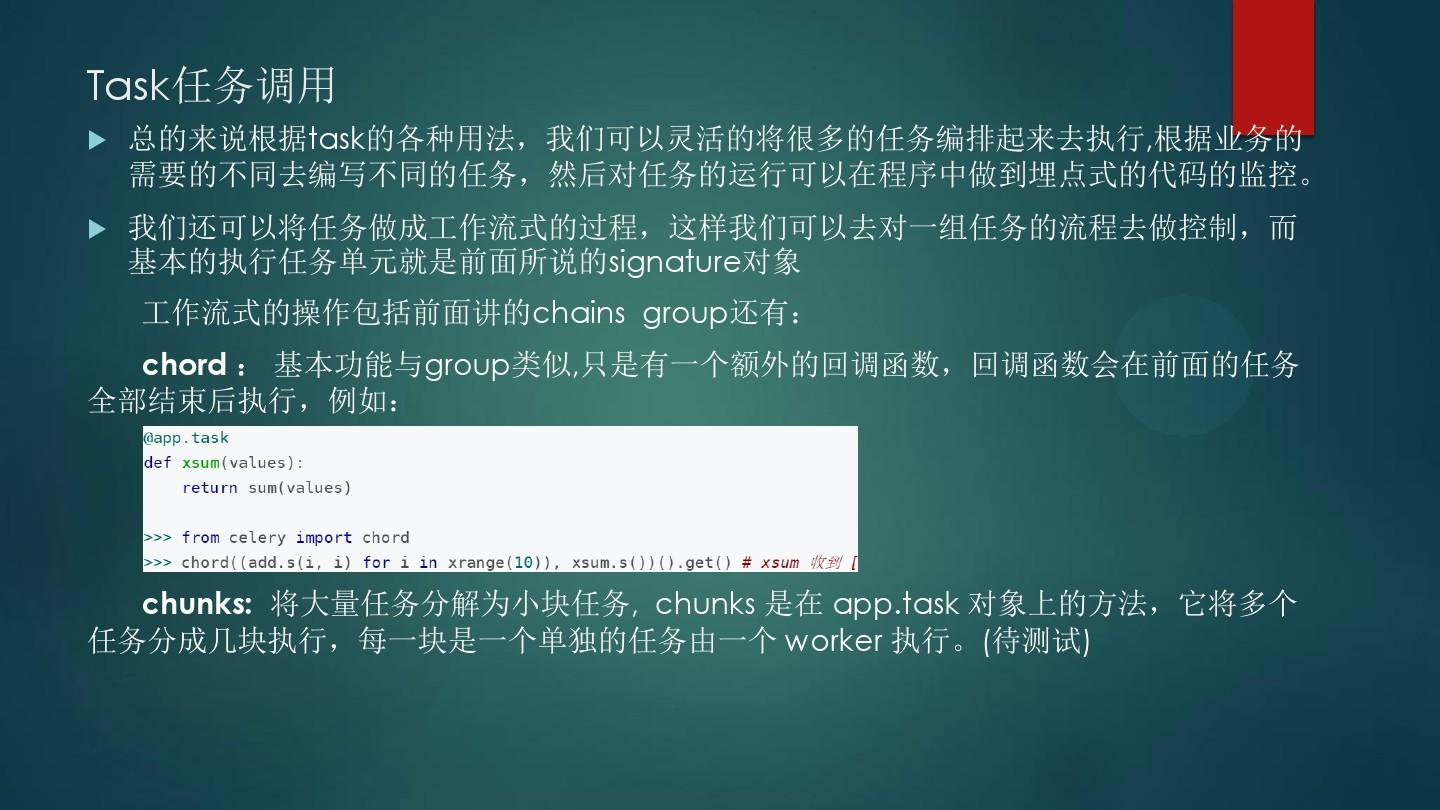 Task任务调用
总的来说根据task的各种用法，我们可以灵活的将很多的任务编排起来去执行,根据业务的
需要的不同去编写不同的任务，然后对任务的运行可以在程序中做到埋点式的代码的监控。
我们还可以将任务做成工作流式的过程，这样我们可以去对一组任务的流程去做控制，而
基本的执行任务单元就是前面所说的signature对象
工作流式的操作包括前面讲的chains  group还有：
chord ： 基本功能与group类似,只是有一个额外的回调函数，回调函数会在前面的任务
全部结束后执行，例如：
@app.task
def xsum(values):
    return sum(values)
>>> from celery import chord
>>> chord((add.s(i, i) for i in xrange(10)), xsum.s())().get() # xsum 收到 [
chunks:  将大量任务分解为小块任务,  chunks 是在 app.task 对象上的方法，它将多个
任务分成几块执行，每一块是一个单独的任务由一个 worker 执行。(待测试)